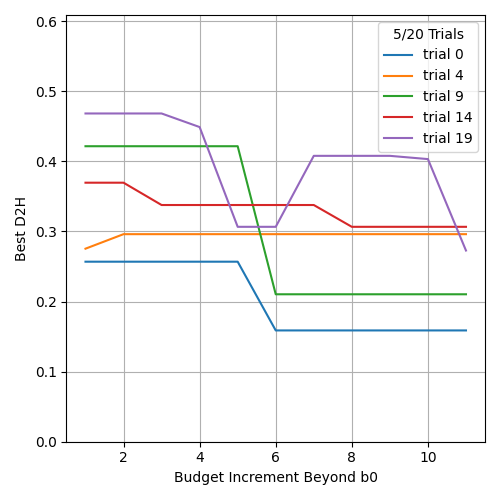 5/20 Trials
trial 0
trial 4
trial 9
trial 14
trial 19
Best D2H
0.6
0.5
0.4
0.3
0.2
0.1
0.0
2 4 6 8 10
Budget Increment Beyond b0